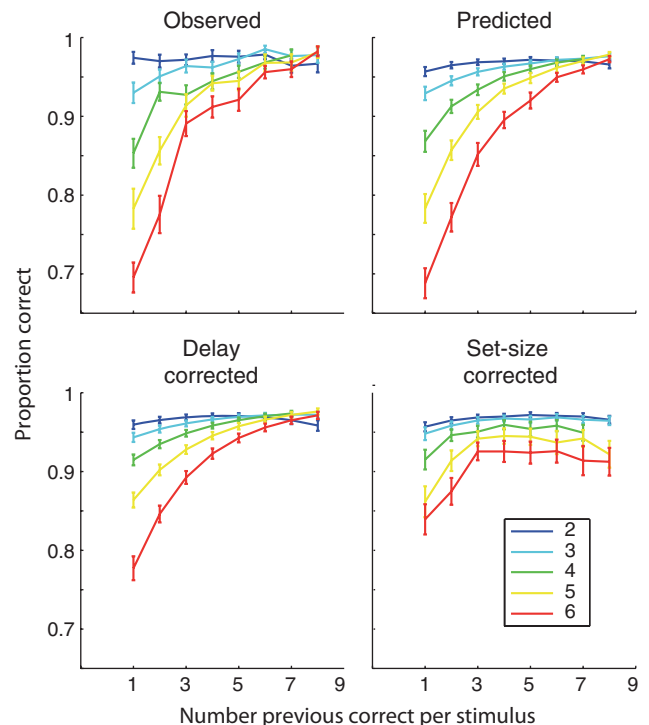 Observed
Predicted
1
0.9
0.8
0.7
Delay
corrected
Set-size
corrected
1
0.9
0.8
0.7
2
3
4
5
6
1 3 5 7 9
1 3 5 7 9
Proportion correct
Number previous correct per stimulus